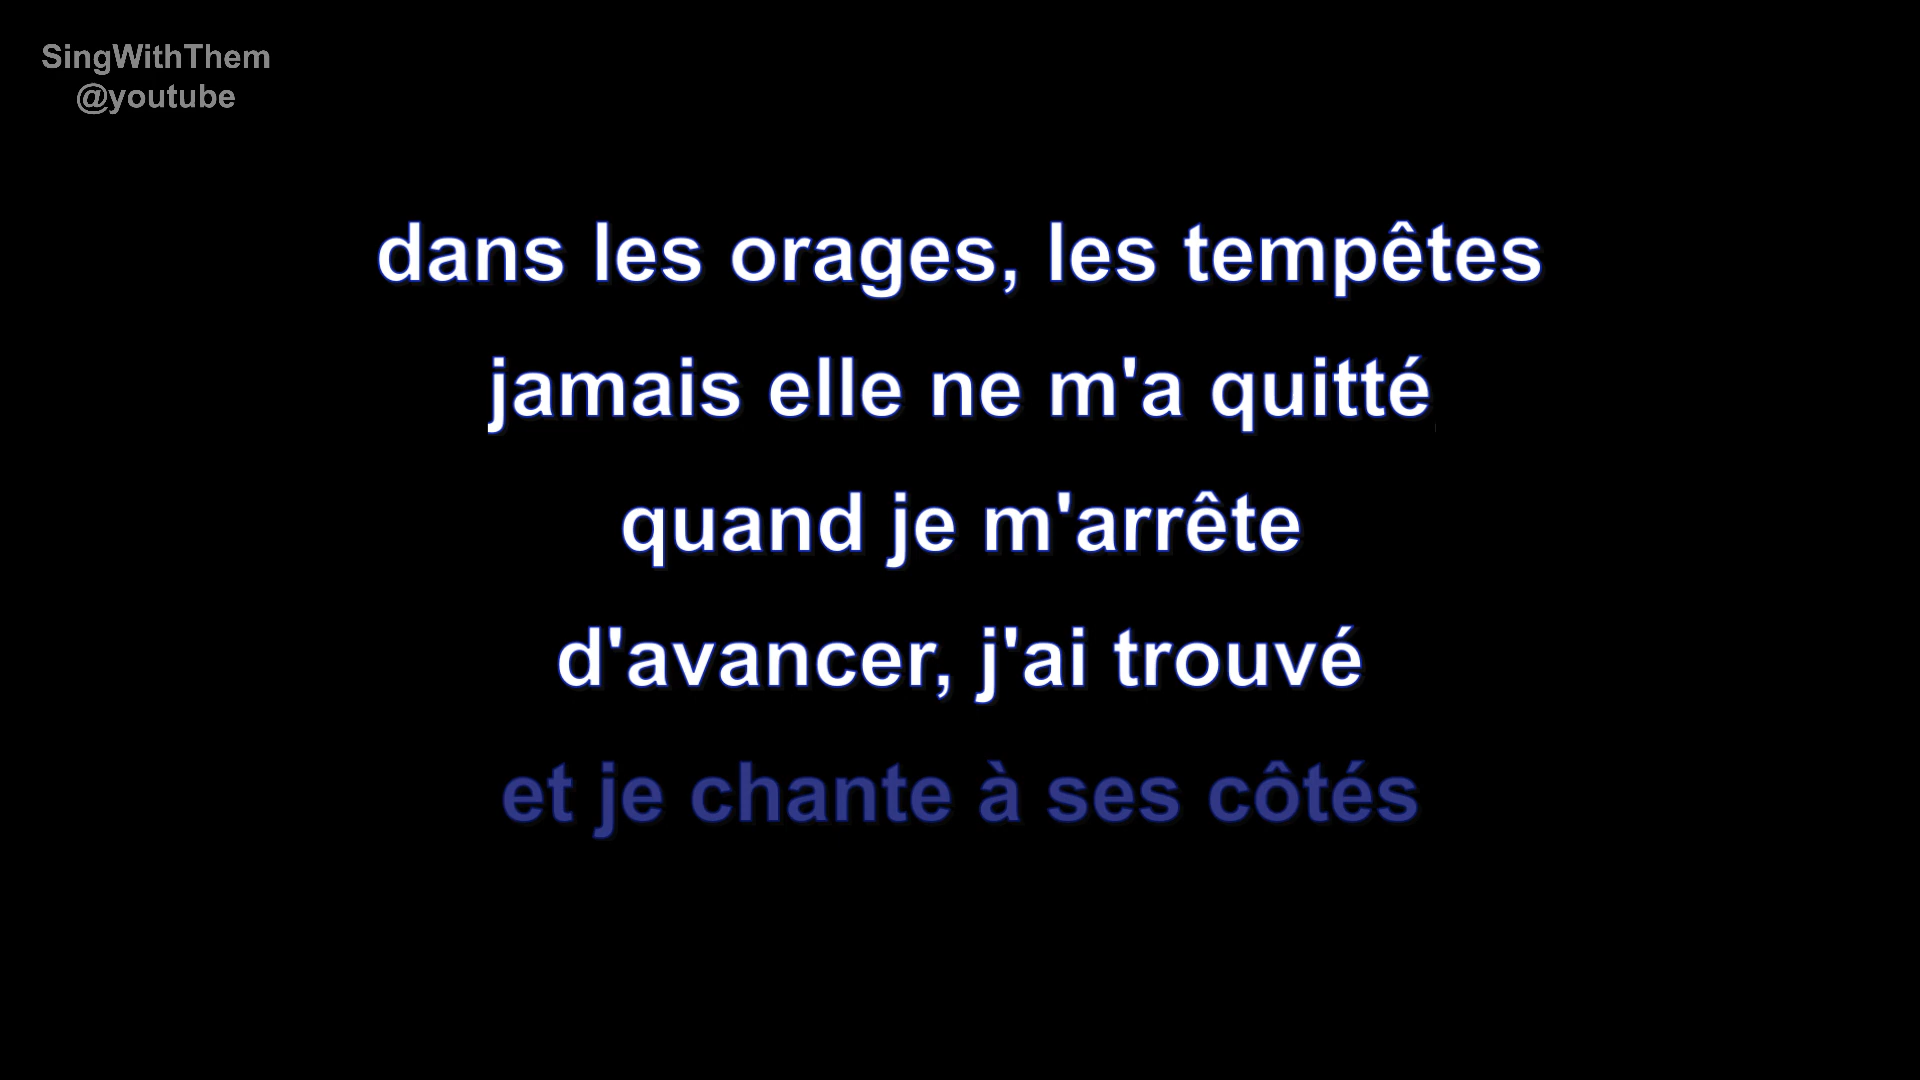 SingWithThem
@youtube
dans les orages, les tempêtes
jamais elle ne m'a quitté
quand je m'arrête
d'avancer, j'ai trouvé
et je chante à ses côtés